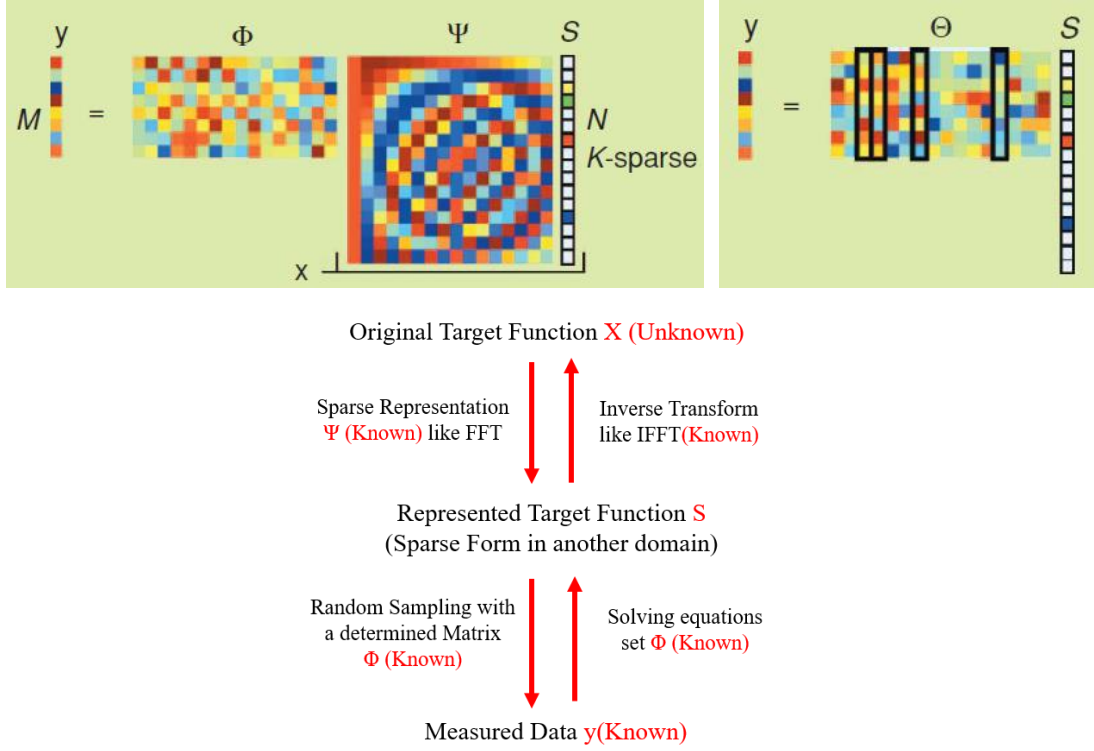 y
Φ
Ψ
S
M
=
N
K-sparse
x
y
Θ
S
=
Original Target Function X (Unknown)
Sparse Representation
Ψ (Known) like FFT
Inverse Transform
like IFFT(Known)
Represented Target Function S
(Sparse Form in another domain)
Random Sampling with
a determined Matrix
Φ (Known)
Solving equations
set Φ (Known)
Measured Data y(Known)